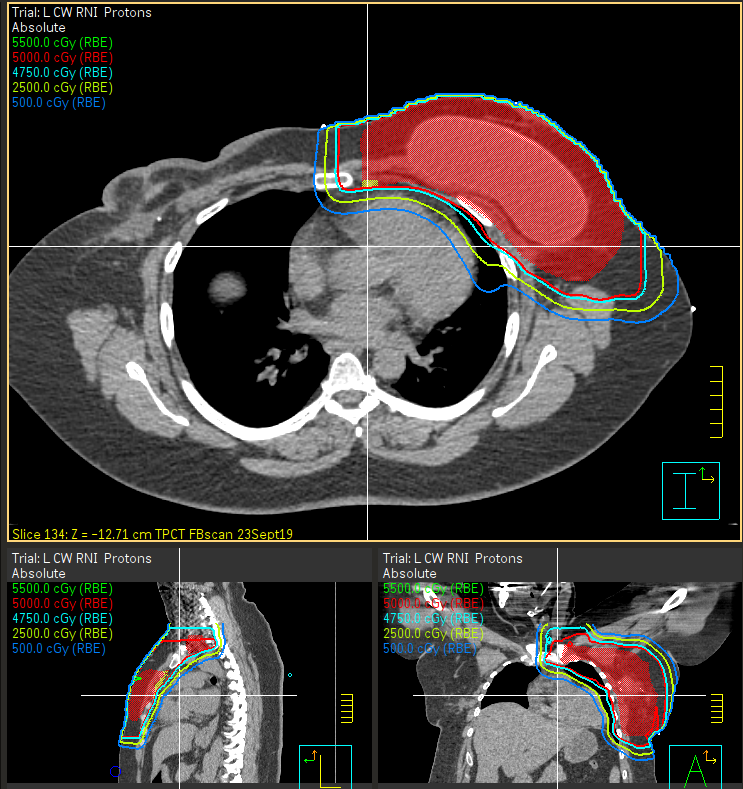 Trial: L CW RNI Protons
Absolute
5500.0 cGy (RBE)
5000.0 cGy (RBE)
4750.0 cGy (RBE)
2500.0 cGy (RBE)
500.0 cGy (RBE)
Slice 134: Z = -12.71 cm TPCT FBscan 23Sept19
I
Trial: L CW RNI Protons
Absolute
5500.0 cGy (RBE)
5000.0 cGy (RBE)
4750.0 cGy (RBE)
2500.0 cGy (RBE)
500.0 cGy (RBE)
L
Trial: L CW RNI Protons
Absolute
5500.0 cGy (RBE)
5000.0 cGy (RBE)
4750.0 cGy (RBE)
2500.0 cGy (RBE)
500.0 cGy (RBE)
A